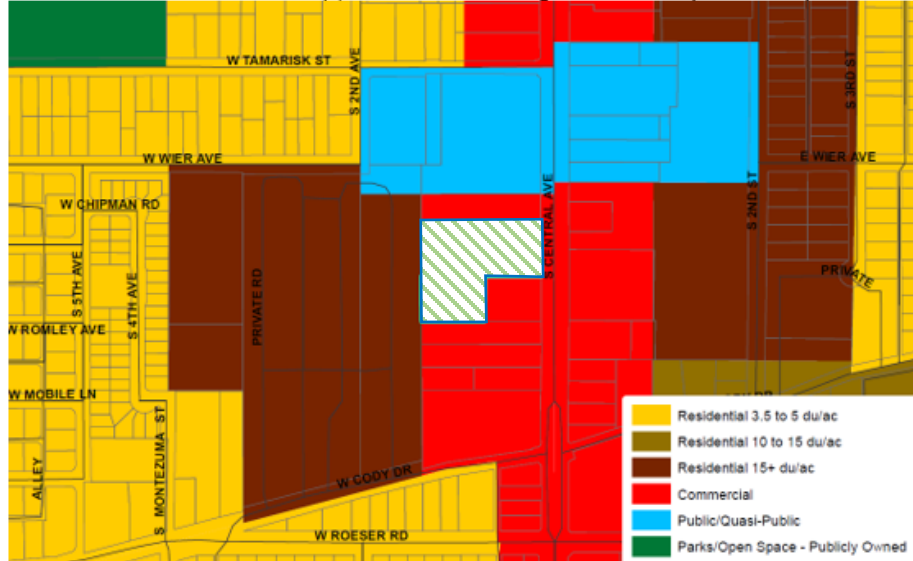 W TAMARISK ST
S 2ND AVE
S 3RD ST
W WIER AVE
E WIER AVE
W CHIPMAN RD
S CENTRAL AVE
S 2ND ST
S 5TH AVE
S 4TH AVE
PRIVATE RD
PRIVATE
W ROMLEY AVE
W MOBILE LN
S MONTEZUMA ST
ALLEY
W CODY DR
W ROESER RD
Residential 3.5 to 5 du/ac
Residential 10 to 15 du/ac
Residential 15+ du/ac
Commercial
Public/Quasi-Public
Parks/Open Space - Publicly Owned